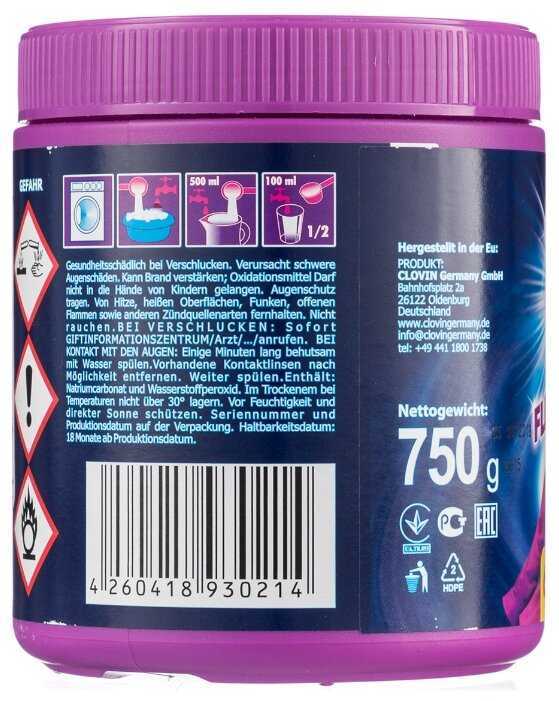 GEFAHR
500 ml
100 ml
1/2
Gesundheitsschädlich bei Verschlucken. Verursacht schwere
Augenschäden. Kann Brand verstärken; Oxidationsmittel Darf
nicht in die Hände von Kindern gelangen. Augenschutz
tragen. Von Hitze, heißen Oberflächen, Funken, offenen
Flammen sowie anderen Zündquellenarten fernhalten. Nicht
rauchen.BEI VERSCHLUCKEN: Sofort
GIFTINFORMATIONSZENTRUM/Arzt/.../anrufen. BEI
KONTAKT MIT DEN AUGEN: Einige Minuten lang behutsam
mit Wasser spülen.Vorhandene Kontaktlinsen nach
Möglichkeit entfernen. Weiter spülen.Enthält:
Natriumcarbonat und Wasserstoffperoxid. Im Trockenem bei
Temperaturen nicht über 30° lagern. Vor Feuchtigkeit und
direkter Sonne schützen. Seriennummer und
Produktionsdatum auf der Verpackung. Haltbarkeitsdatum:
18 Monate ab Produktionsdatum.
4 260418 930214
Hergestellt in der Eu:
PRODUKT:
CLOVIN Germany GmbH
Bahnhofsplatz 2a
26122 Oldenburg
Deutschland
www.clovingermany.de
info@clovingermany.de
tel: +49 441 1800 1738
Nettogewicht:
750 g
EAC
2
HDPE